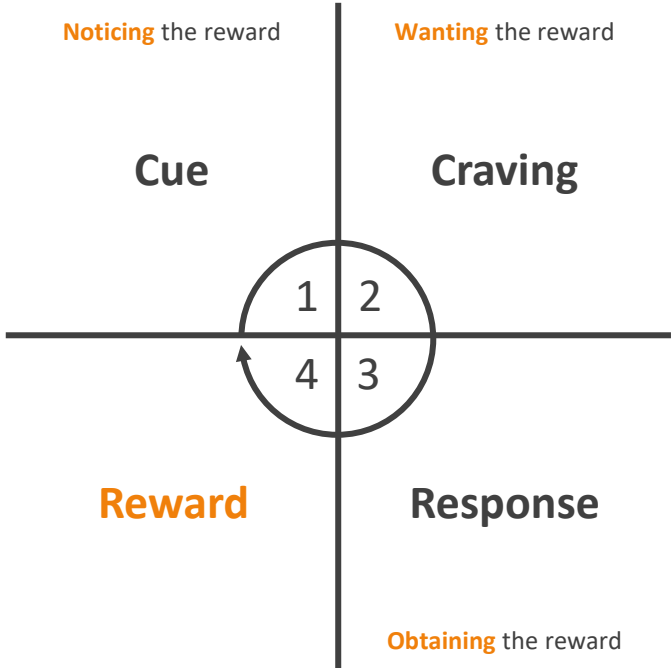 Noticing the reward
Wanting the reward
Cue
Craving
1
2
4
3
Reward
Response
Obtaining the reward